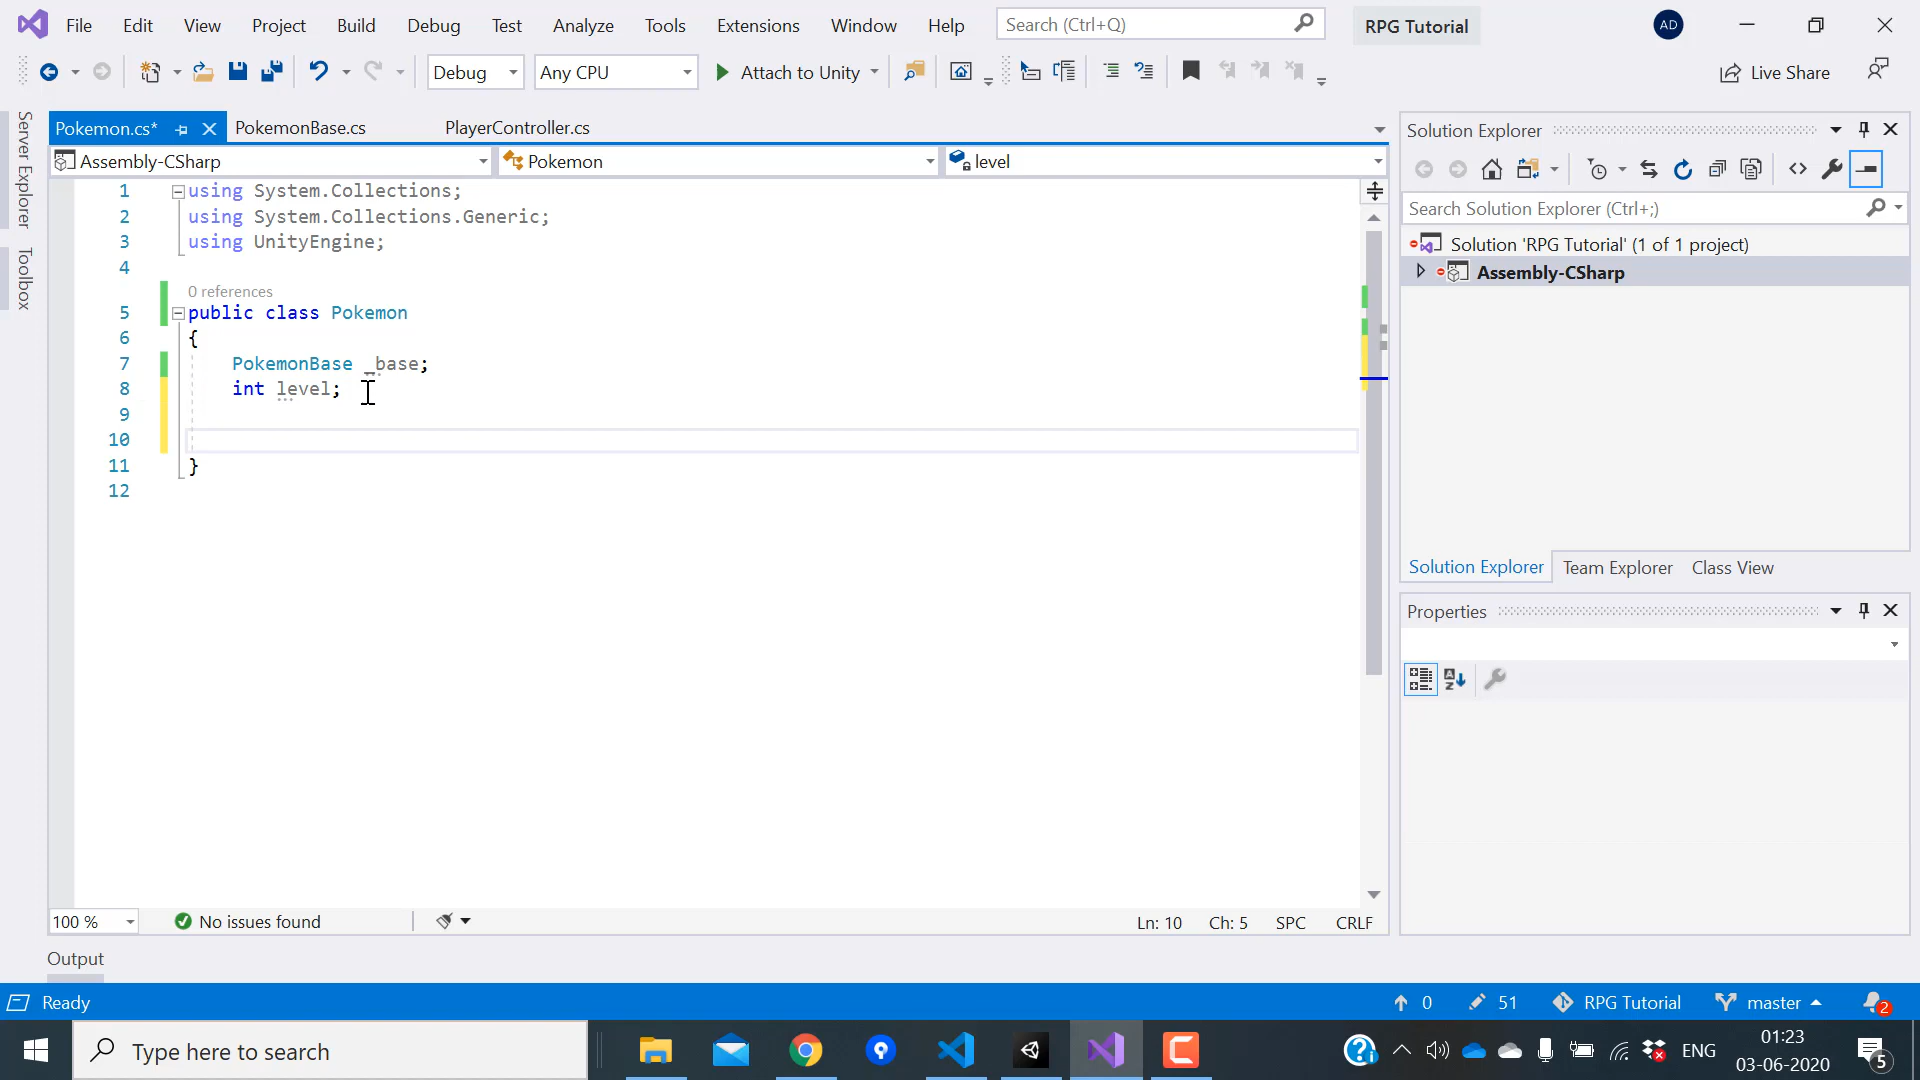 File Edit View Project Build Debug Test Analyze Tools Extensions Window Help Search (Ctrl+Q) RPG Tutorial AD
Debug Any CPU Attach to Unity Live Share
Server Explorer
Toolbox
Pokemon.cs* PokemonBase.cs PlayerController.cs
Assembly-CSharp Pokemon level
1 using System.Collections;
2 using System.Collections.Generic;
3 using UnityEngine;
4
0 references
5 public class Pokemon
6 {
7 PokemonBase _base;
8 int level;
9
10
11 }
12
100 % No issues found Ln: 10 Ch: 5 SPC CRLF
Output
Solution Explorer
Search Solution Explorer (Ctrl+;)
Solution 'RPG Tutorial' (1 of 1 project)
Assembly-CSharp
Solution Explorer Team Explorer Class View
Properties
Ready 0 51 RPG Tutorial master 2
Type here to search ENG 01:23
03-06-2020 5